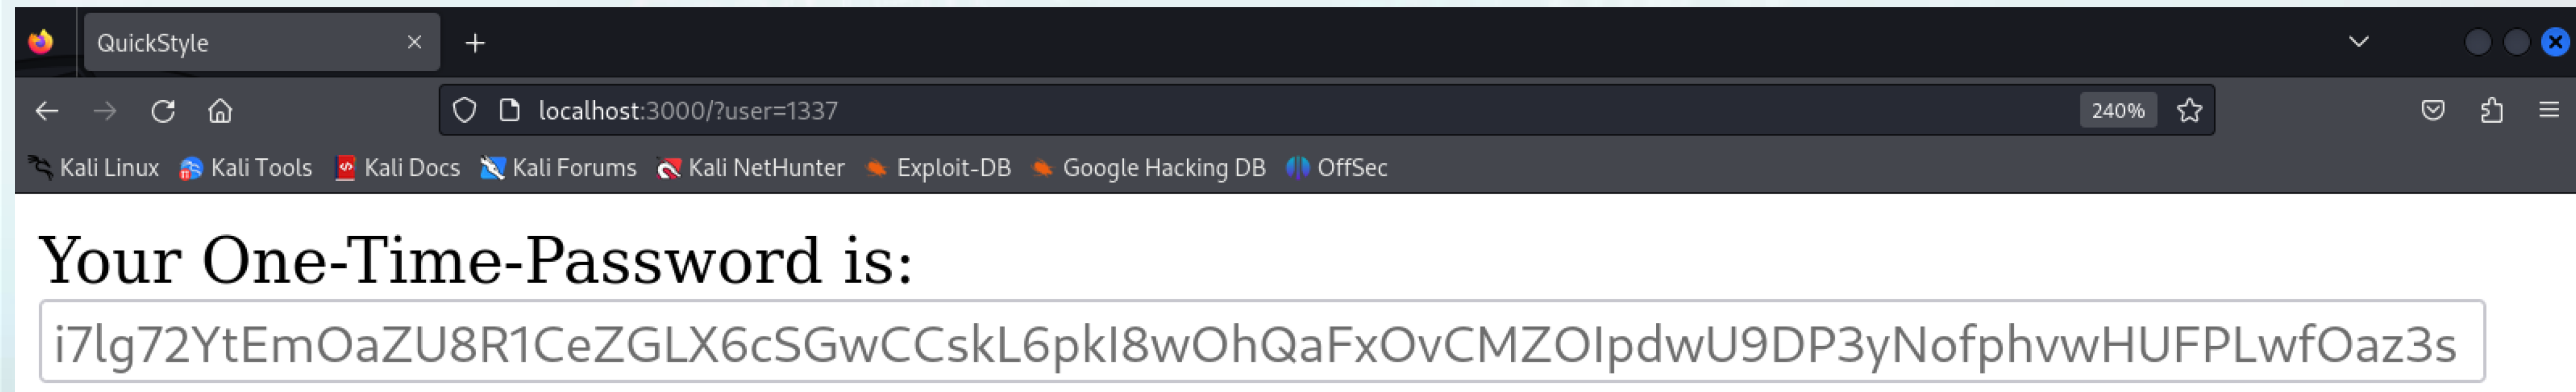 QuickStyle
localhost:3000/?user=1337
240%
Kali Linux Kali Tools Kali Docs Kali Forums Kali NetHunter Exploit-DB Google Hacking DB OffSec
Your One-Time-Password is:
i7lg72YtEmOaZU8R1CeZGLX6cSGwCCskL6pkI8wOhQaFxOvCMZOIpdwU9DP3yNofphvwHUFPLwfOaz3s